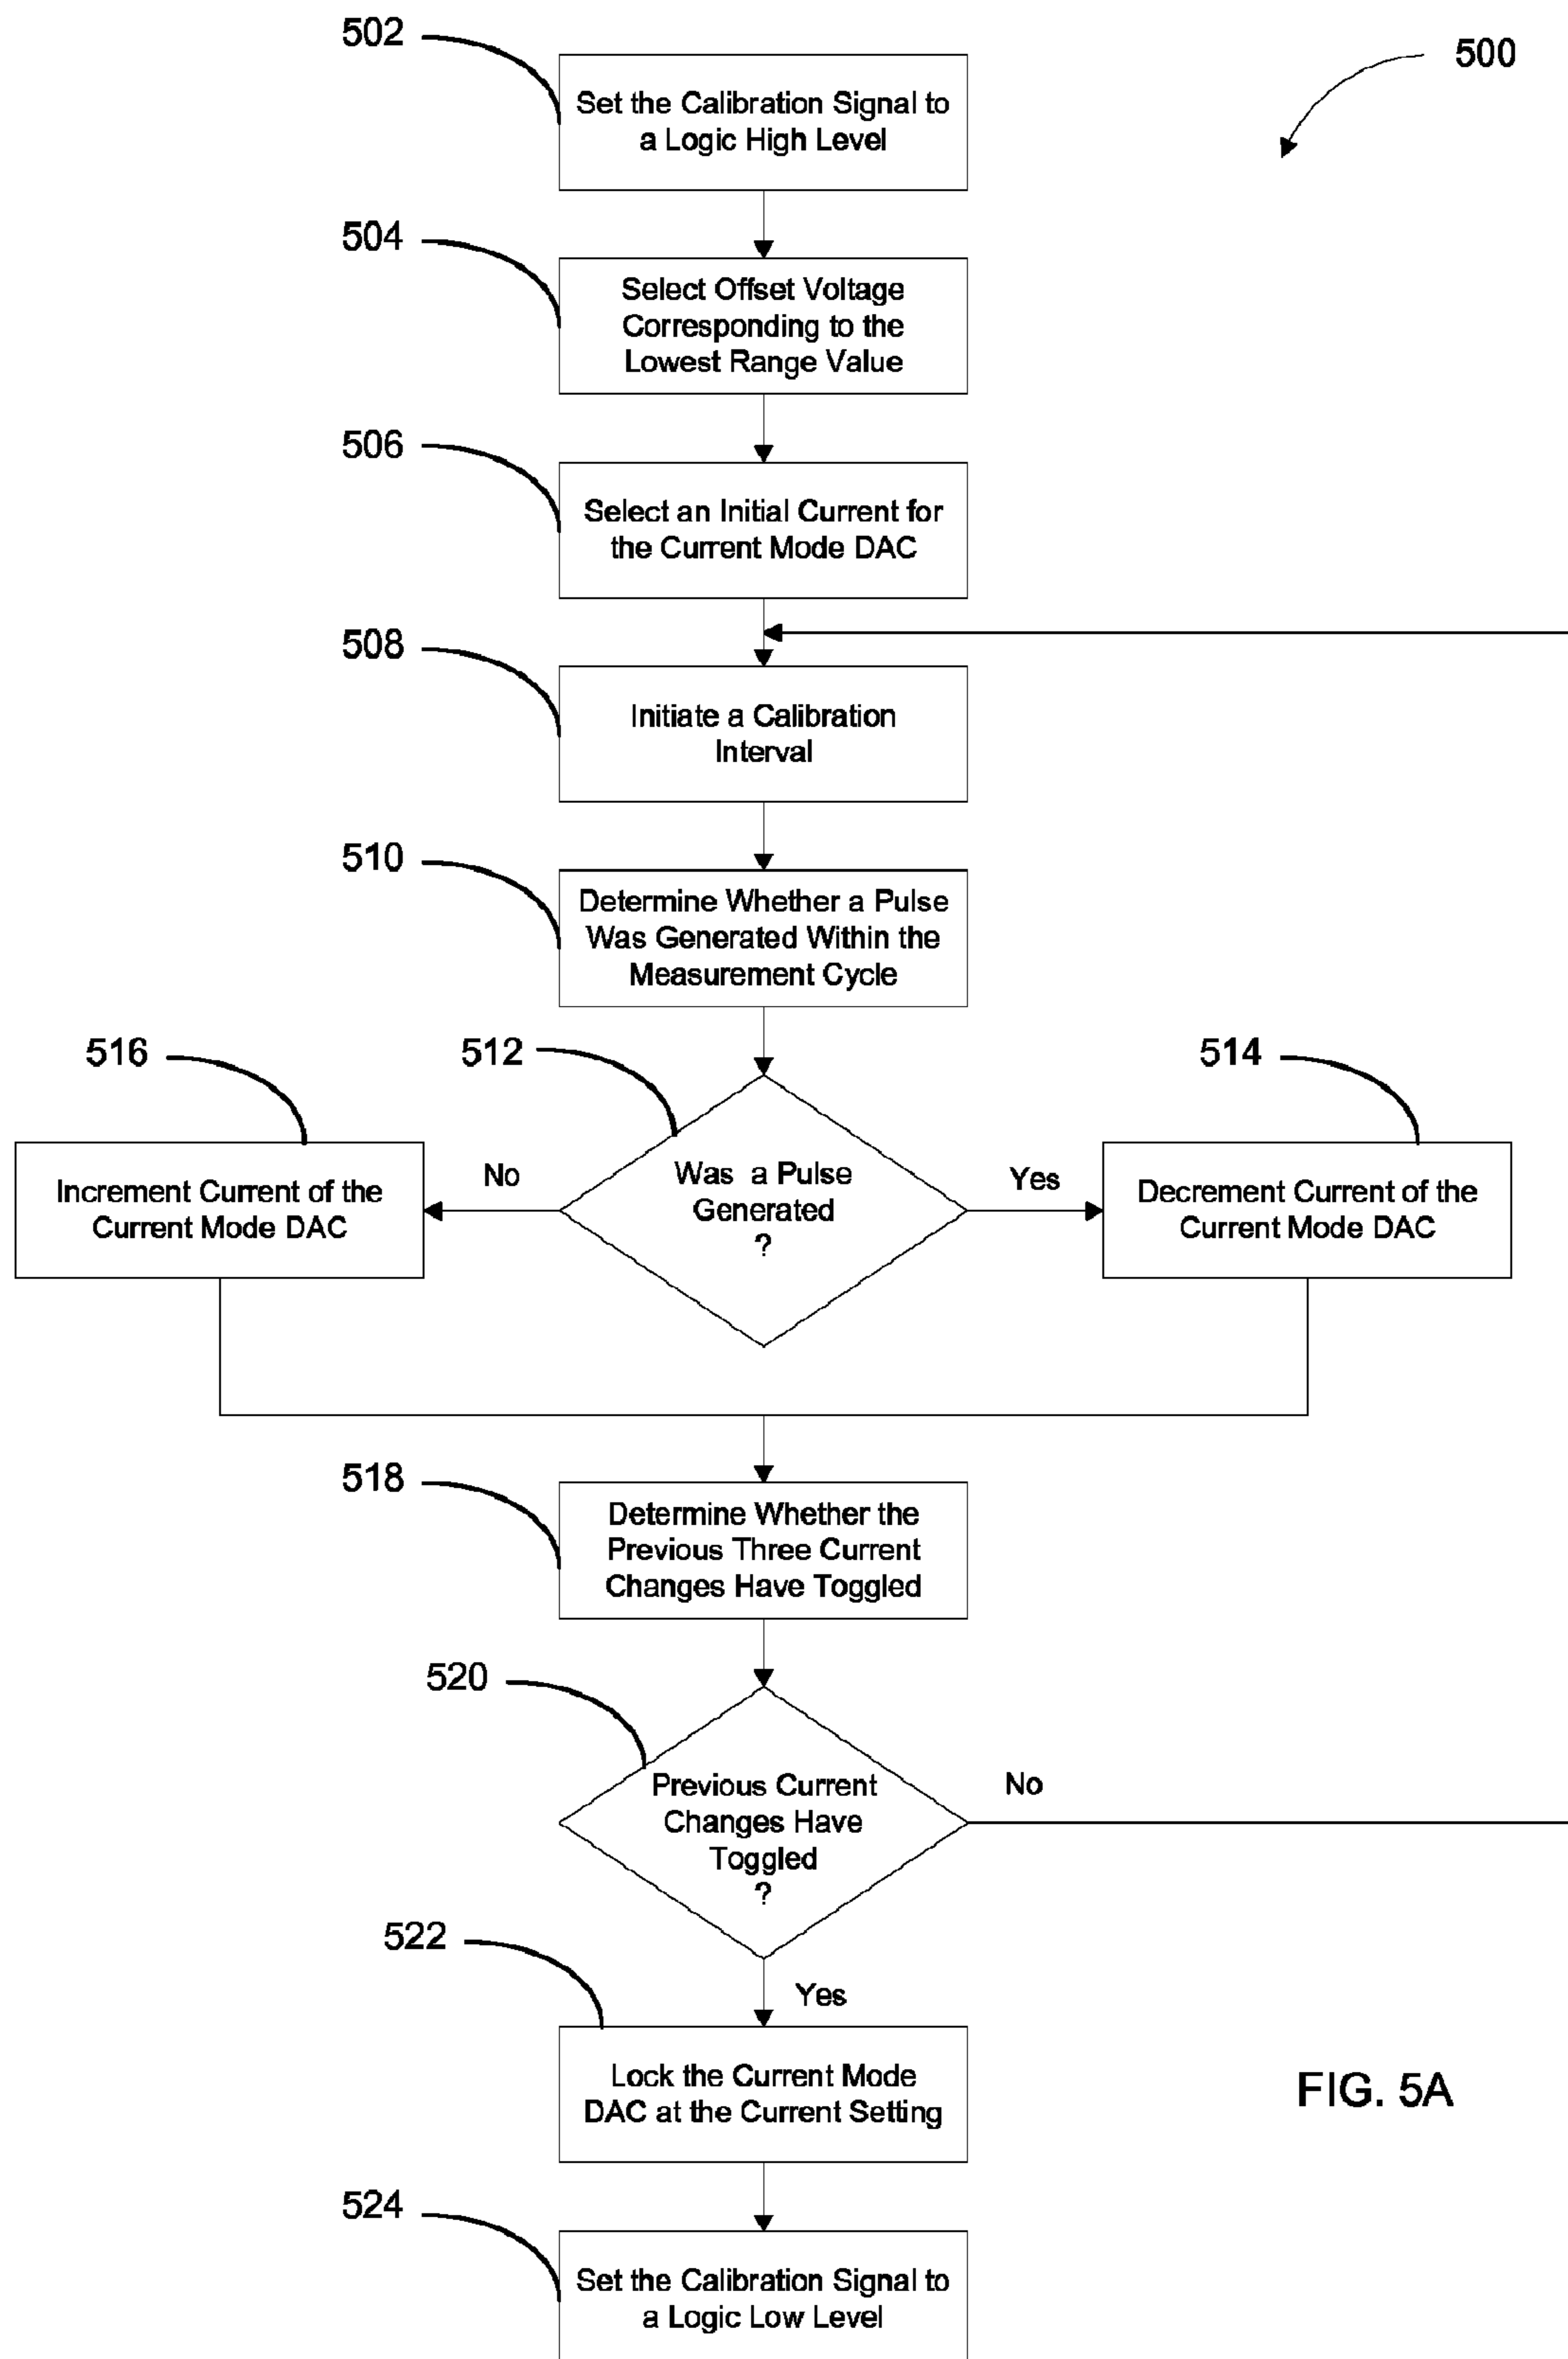 502
500
Set the Calibration Signal to
a Logic High Level
504
Select Offset Voltage
Corresponding to the
Lowest Range Value
506
Select an Initial Current for
the Current Mode DAC
508
Initiate a Calibration
Interval
510
Determine Whether a Pulse
Was Generated Within the
Measurement Cycle
516
512
514
Increment Current of the
Current Mode DAC
No
Was a Pulse
Generated
?
Yes
Decrement Current of the
Current Mode DAC
518
Determine Whether the
Previous Three Current
Changes Have Toggled
520
Previous Current
Changes Have
Toggled
?
No
522
Yes
Lock the Current Mode
DAC at the Current Setting
FIG. 5A
524
Set the Calibration Signal to
a Logic Low Level